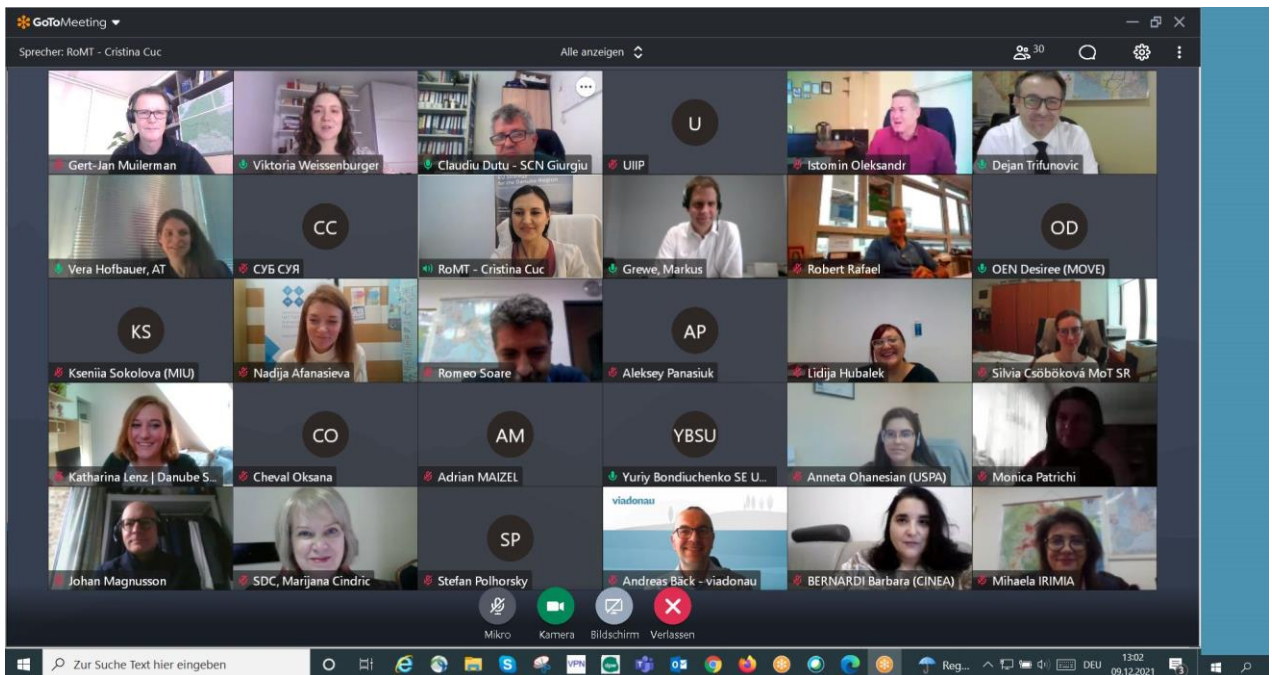 GoToMeeting
Sprecher: RoMT - Cristina Cuc
Alle anzeigen
30
Gert-Jan Muilerman
Viktoria Weissenburger
Claudiu Dutu - SCN Giurgiu
U
UIIP
Istomin Oleksandr
Dejan Trifunovic
Vera Hofbauer, AT
CC
СУБ СУЯ
RoMT - Cristina Cuc
Grewe, Markus
Robert Rafael
OD
OEN Desiree (MOVE)
KS
Kseniia Sokolova (MIU)
Nadija Afanasieva
Romeo Soare
AP
Aleksey Panasiuk
Lidija Hubalek
Silvia Csöböková MoT SR
Katharina Lenz | Danube S...
CO
Cheval Oksana
AM
Adrian MAIZEL
YBSU
Yuriy Bondiuchenko SE U...
Anneta Ohanesian (USPA)
Monica Patrichi
Johan Magnusson
SDC, Marijana Cindric
SP
Stefan Polhorsky
viadonau
Andreas Bäck - viadonau
BERNARDI Barbara (CINEA)
Mihaela IRIMIA
Mikro
Kamera
Bildschirm
Verlassen
Zur Suche Text hier eingeben
VPN
Reg...
DEU
13:02
09.12.2021
3